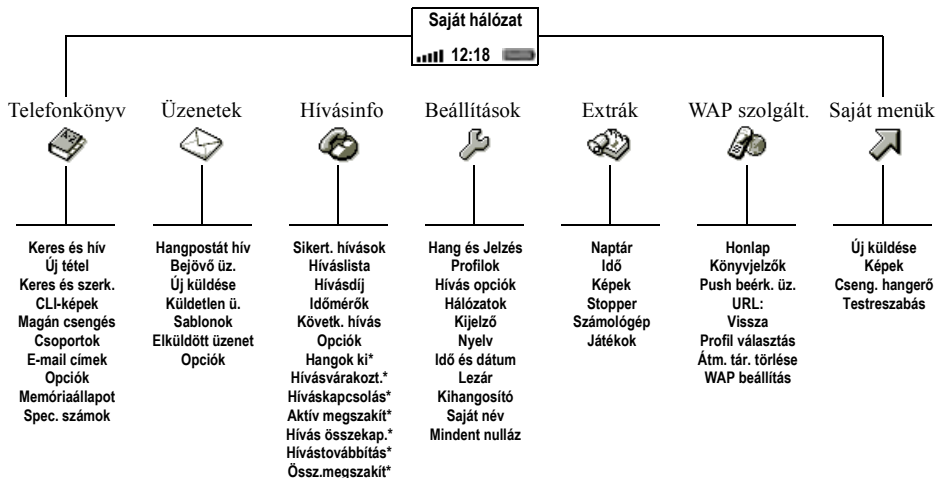 Saját hálózat
12:18
Telefonkönyv
Üzenetek
Hívásinfo
Beállítások
Extrák
WAP szolgált.
Saját menük
Keres és hív
Új tétel
Keres és szerk.
CLI-képek
Magán csengés
Csoportok
E-mail címek
Opciók
Memóriaállapot
Spec. számok
Hangpostát hív
Bejövő üz.
Új küldése
Küldetlen ü.
Sablonok
Elküldött üzenet
Opciók
Sikert. hívások
Híváslista
Hívásdíj
Időmérők
Követk. hívás
Opciók
Hangok ki*
Hívásvárakozt.*
Híváskapcsolás*
Aktív megszakít*
Hívás összekap.*
Hívástovábbítás*
Össz.megszakít*
Hang és Jelzés
Profilok
Hívás opciók
Hálózatok
Kijelző
Nyelv
Idő és dátum
Lezár
Kihangosító
Saját név
Mindent nulláz
Naptár
Idő
Képek
Stopper
Számológép
Játékok
Honlap
Könyvjelzők
Push beérk. üz.
URL:
Vissza
Profil választás
Átm. tár. törlése
WAP beállítás
Új küldése
Képek
Cseng. hangerő
Testreszabás